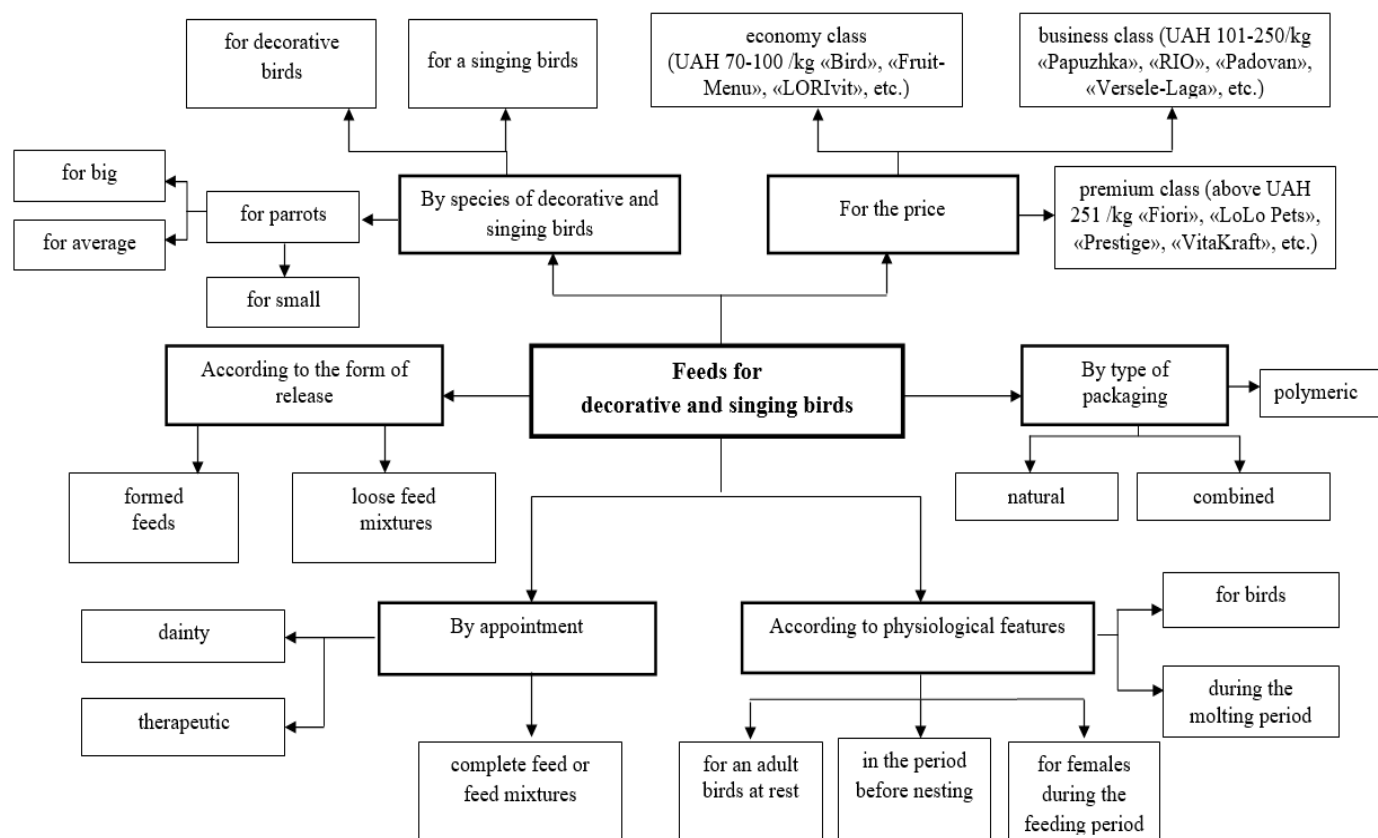 for decorative
birds
for a singing birds
economy class
(UAH 70-100 /kg «Bird», «Fruit-
Menu», «LORIvit», etc.)
business class (UAH 101-250/kg
«Papuzhka», «RIO», «Padovan»,
«Versele-Laga», etc.)
for big
for average
for parrots
for small
By species of decorative and
singing birds
For the price
premium class (above UAH
251 /kg «Fiori», «LoLo Pets»,
«Prestige», «VitaKraft», etc.)
According to the form of
release
Feeds for
decorative and singing birds
By type of
packaging
polymeric
formed
feeds
loose feed
mixtures
natural
combined
dainty
therapeutic
By appointment
According to physiological features
for birds
during the
molting period
complete feed or
feed mixtures
for an adult
birds at rest
in the period
before nesting
for females
during the
feeding period